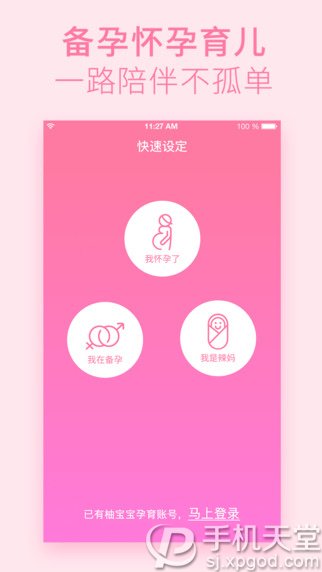 备孕怀孕育儿
一路陪伴不孤单
11:27 AM
100 %
快速设定
我怀孕了
我在备孕
我是辣妈
已有柚宝宝孕育账号，马上登录
手机天堂
sj.xpgod.com